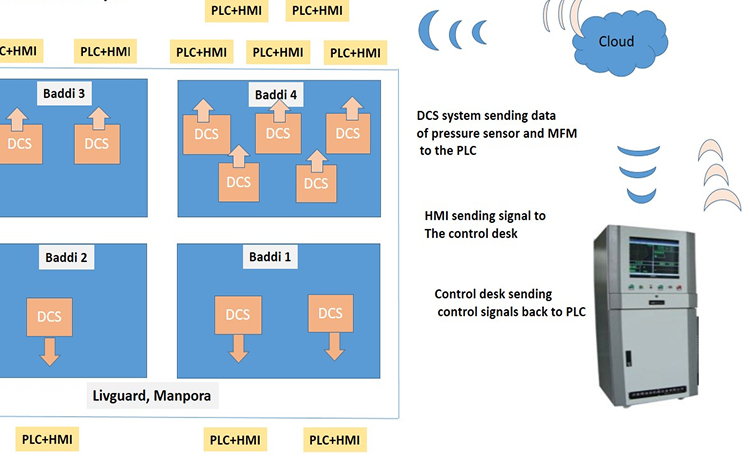 PLC+HMI PLC+HMI
C+HMI PLC+HMI PLC+HMI PLC+HMI PLC+HMI
Cloud
Baddi 3 Baddi 4
DCS DCS DCS DCS DCS
DCS DCS
DCS system sending data
of pressure sensor and MFM
to the PLC
HMI sending signal to
The control desk
Baddi 2 Baddi 1
DCS DCS DCS
Control desk sending
control signals back to PLC
Livguard, Manpora
PLC+HMI PLC+HMI PLC+HMI